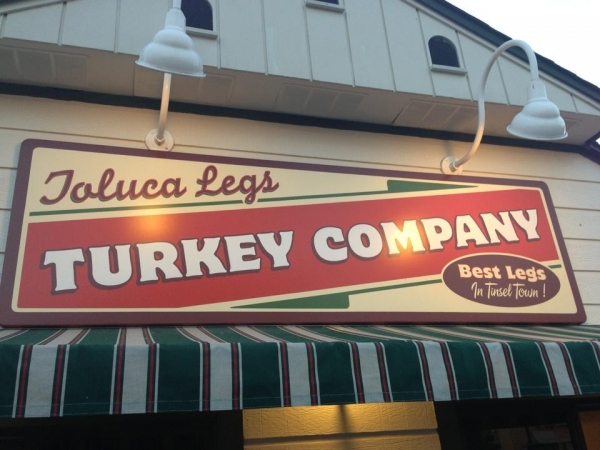 Toluca Legs
TURKEY COMPANY
Best Legs
In Tinsel Town!